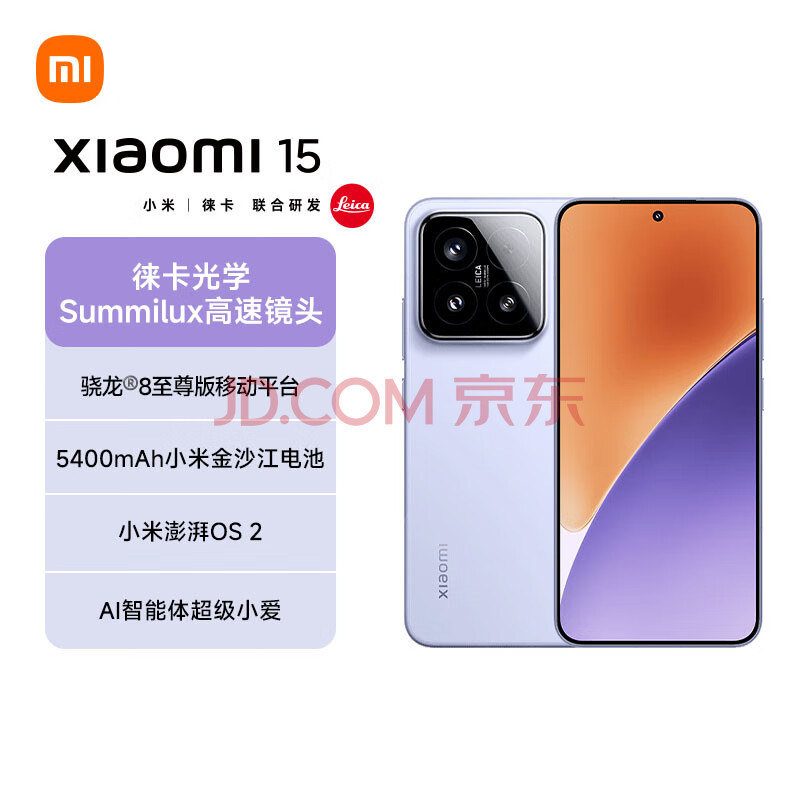 mi
xiaomi 15
小米 | 徕卡 联合研发 Leica
徕卡光学
Summilux高速镜头
骁龙®8至尊版移动平台
JD.COM 京东
5400mAh小米金沙江电池
小米澎湃OS 2
AI智能体超级小爱
LEICA
xiaomi